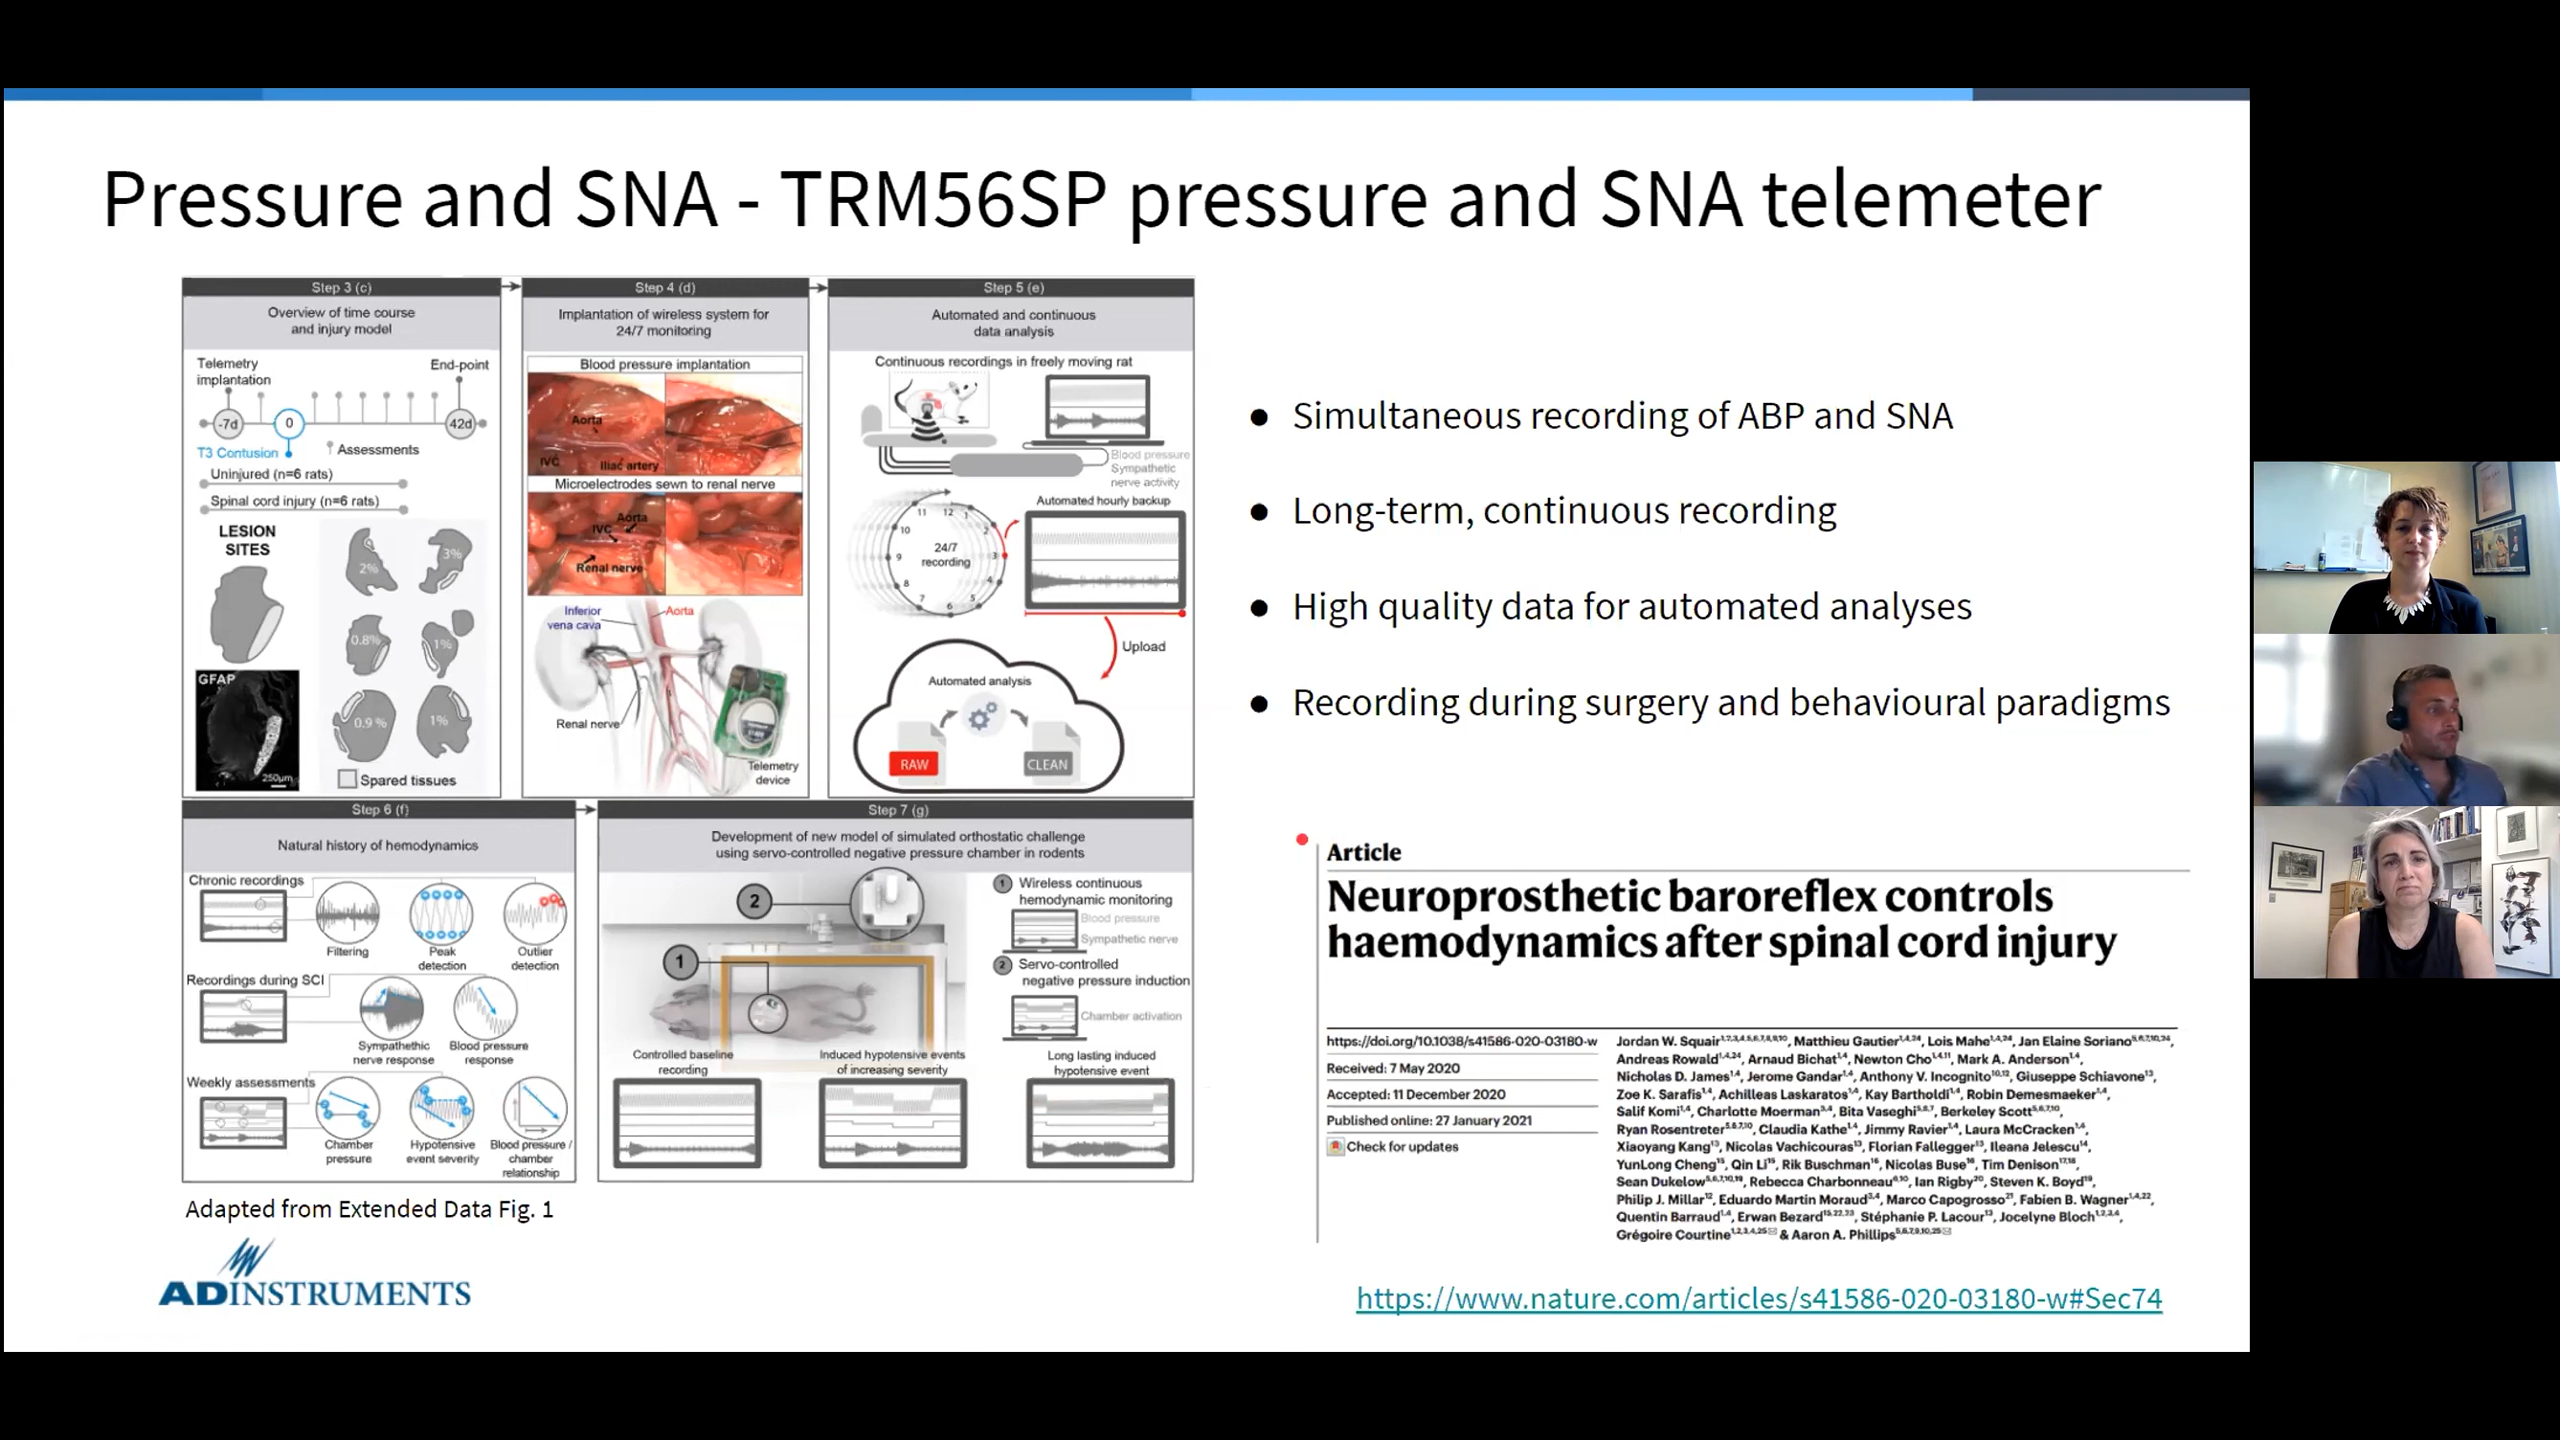 Pressure and SNA - TRM56SP pressure and SNA telemeter
Step 3 (c)
Overview of time course
and injury model
Telemetry
implantation
End-point
-7d
0
42d
T3 Contusion
Assessments
Uninjured (n=6 rats)
Spinal cord injury (n=6 rats)
LESION
SITES
2%
3%
0.8%
1%
0.9 %
1%
GFAP
250µm
Spared tissues
Step 4 (d)
Implantation of wireless system for
24/7 monitoring
Blood pressure implantation
Aorta
IVC
Iliac artery
Microelectrodes sewn to renal nerve
Aorta
IVC
Renal nerve
Inferior
vena cava
Aorta
Renal nerve
Telemetry
device
Step 5 (e)
Automated and continuous
data analysis
Continuous recordings in freely moving rat
Blood pressure
Sympathetic
nerve activity
Automated hourly backup
11 12 1
10 2
9 3
8 4
7 6 5
24/7
recording
Upload
Automated analysis
RAW
CLEAN
Step 6 (f)
Natural history of hemodynamics
Chronic recordings
Filtering
Peak
detection
Outlier
detection
Recordings during SCI
Sympathethic
nerve response
Blood pressure
response
Weekly assessments
Chamber
pressure
Hypotensive
event severity
Blood pressure /
chamber
relationship
Step 7 (g)
Development of new model of simulated orthostatic challenge
using servo-controlled negative pressure chamber in rodents
2
1
1 Wireless continuous
hemodynamic monitoring
Blood pressure
Sympathetic nerve
2 Servo-controlled
negative pressure induction
Chamber activation
Controlled baseline
recording
Induced hypotensive events
of increasing severity
Long lasting induced
hypotensive event
Adapted from Extended Data Fig. 1
ADINSTRUMENTS
● Simultaneous recording of ABP and SNA
● Long-term, continuous recording
● High quality data for automated analyses
● Recording during surgery and behavioural paradigms
Article
Neuroprosthetic baroreflex controls
haemodynamics after spinal cord injury
https://doi.org/10.1038/s41586-020-03180-w
Received: 7 May 2020
Accepted: 11 December 2020
Published online: 27 January 2021
Check for updates
Jordan W. Squair, Matthieu Gautier, Lois Mahe, Jan Elaine Soriano,
Andreas Rowald, Arnaud Bichat, Newton Cho, Mark A. Anderson,
Nicholas D. James, Jerome Gandar, Anthony V. Incognito, Giuseppe Schiavone,
Zoe K. Sarafis, Achilleas Laskaratos, Kay Bartholdi, Robin Demesmaeker,
Salif Komi, Charlotte Moerman, Bita Vaseghi, Berkeley Scott,
Ryan Rosentreter, Claudia Kathe, Jimmy Ravier, Laura McCracken,
Xiaoyang Kang, Nicolas Vachicouras, Florian Fallegger, Ileana Jelescu,
YunLong Cheng, Qin Li, Rik Buschman, Nicolas Buse, Tim Denison,
Sean Dukelow, Rebecca Charbonneau, Ian Rigby, Steven K. Boyd,
Philip J. Millar, Eduardo Martin Moraud, Marco Capogrosso, Fabien B. Wagner,
Quentin Barraud, Erwan Bezard, Stéphanie P. Lacour, Jocelyne Bloch,
Grégoire Courtine & Aaron A. Phillips
https://www.nature.com/articles/s41586-020-03180-w#Sec74